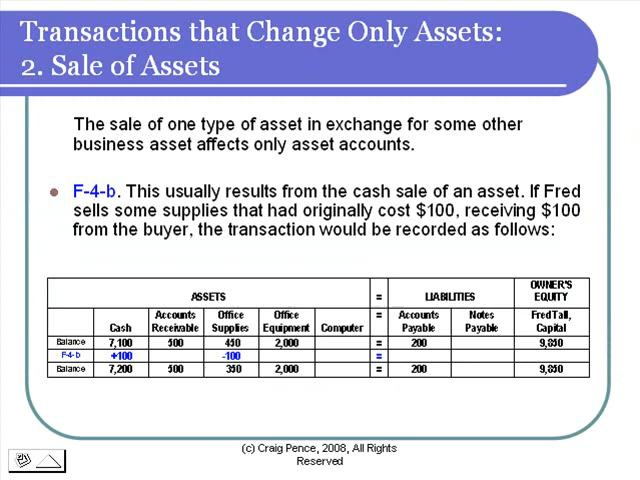 Transactions that Change Only Assets:
2. Sale of Assets
The sale of one type of asset in exchange for some other
business asset affects only asset accounts.
F-4-b. This usually results from the cash sale of an asset. If Fred
sells some supplies that had originally cost $100, receiving $100
from the buyer, the transaction would be recorded as follows:
ASSETS = LIABILITIES OWNER'S EQUITY
Cash Accounts Receivable Office Supplies Office Equipment Computer = Accounts Payable Notes Payable Fred Tall, Capital
Balance 7,100 500 450 2,000 = 200 9,850
F-4-b +100 -100 =
Balance 7,200 500 350 2,000 = 200 9,850
(c) Craig Pence, 2008, All Rights
Reserved